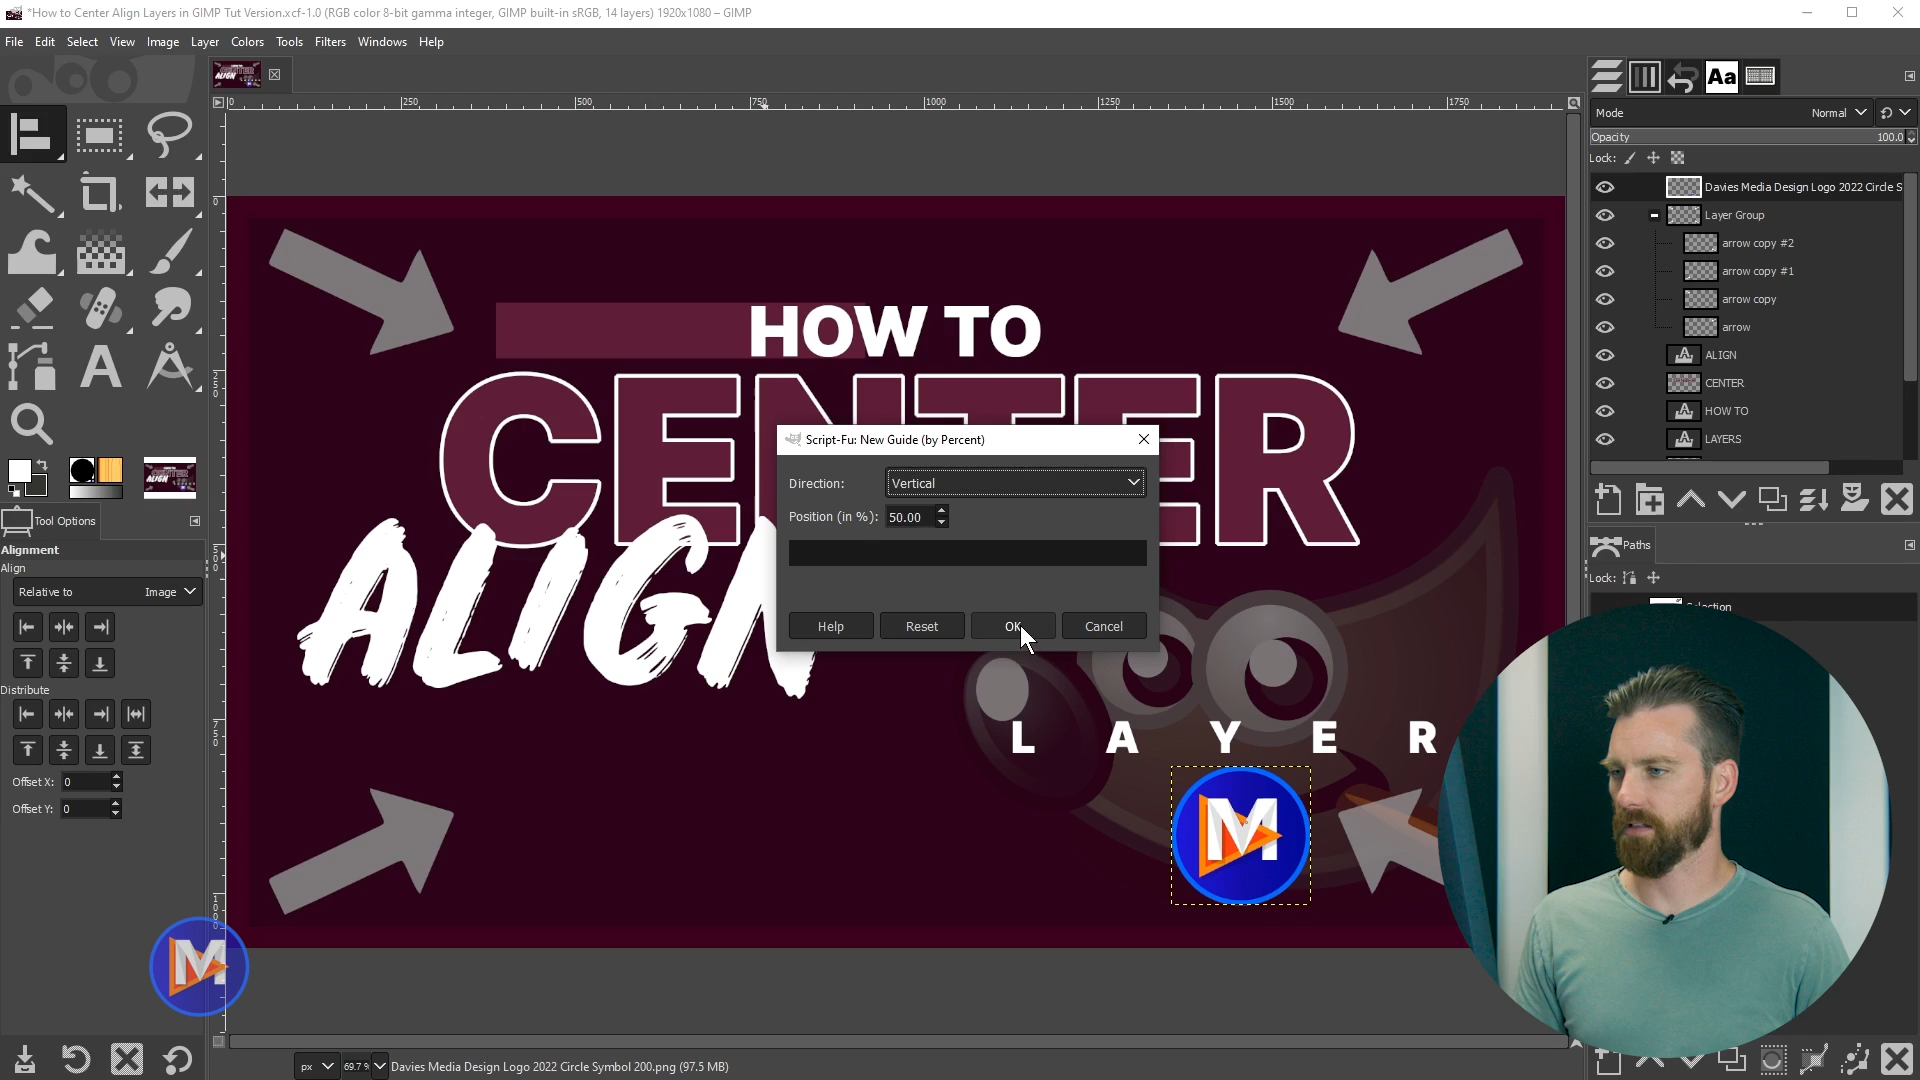 *How to Center Align Layers in GIMP Tut Version.xcf-1.0 (RGB color 8-bit gamma integer, GIMP built-in sRGB, 14 layers) 1920x1080 – GIMP
File Edit Select View Image Layer Colors Tools Filters Windows Help
0 250 500 750 1000 1250 1500 1750
Aa
Mode Normal
Opacity 100.0
Lock:
Davies Media Design Logo 2022 Circle S
Layer Group
arrow copy #2
arrow copy #1
arrow copy
arrow
ALIGN
CENTER
HOW TO
LAYERS
HOW TO
CENTER
ALIGN
L A Y E R
M
Script-Fu: New Guide (by Percent)
Direction: Vertical
Position (in %): 50.00
Help Reset OK Cancel
Tool Options
Alignment
Align
Relative to Image
Distribute
Offset X: 0
Offset Y: 0
M
Paths
Lock:
px 69.7 % Davies Media Design Logo 2022 Circle Symbol 200.png (97.5 MB)